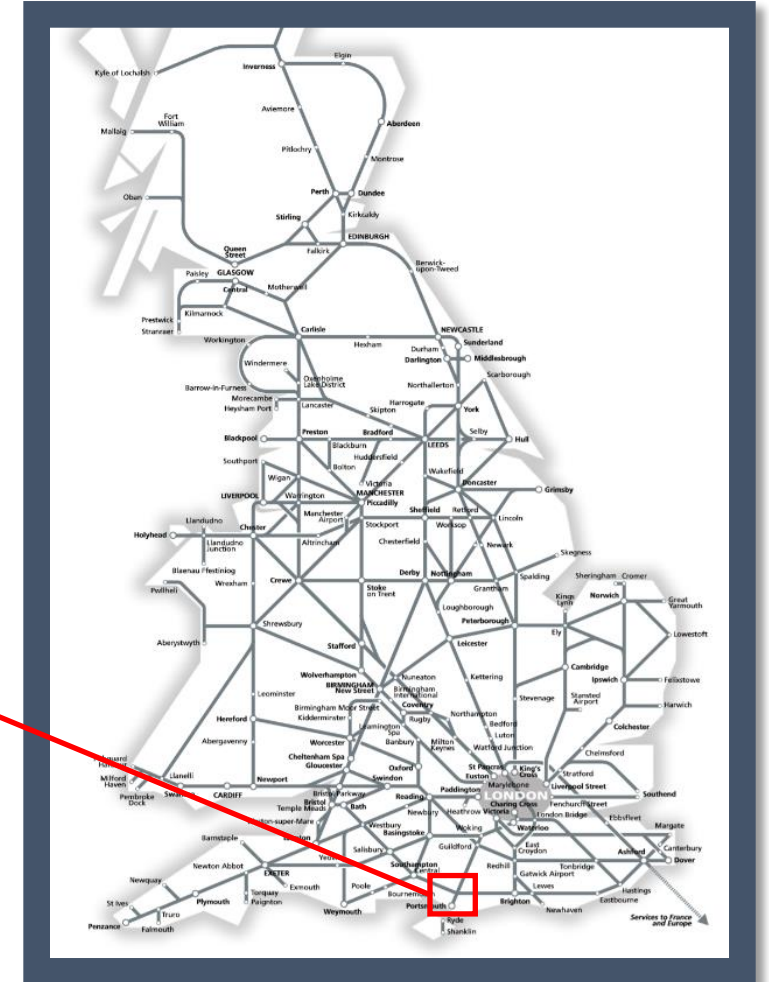 Elgin
Inverness
Kyle of Lochalsh
Aviemore
Fort
William
Aberdeen
Mallaig
Pitlochry
Montrose
Perth
Dundee
Oban
Stirling
Kirkcaldy
EDINBURGH
Queen
Street
Falkirk
Berwick-
upon-Tweed
Paisley
GLASGOW
Central
Motherwell
Prestwick
Kilmarnock
Stranraer
Carlisle
NEWCASTLE
Workington
Hexham
Sunderland
Durham
Darlington
Middlesbrough
Windermere
Scarborough
Oxenholme
Lake District
Northallerton
Barrow-in-Furness
Morecambe
Harrogate
Heysham Port
Lancaster
Skipton
York
Preston
Bradford
Selby
Blackpool
LEEDS
Hull
Blackburn
Huddersfield
Southport
Bolton
Wakefield
Wigan
Victoria
Doncaster
MANCHESTER
Piccadilly
Grimsby
LIVERPOOL
Warrington
Manchester
Airport
Sheffield
Retford
Llandudno
Chester
Stockport
Worksop
Lincoln
Holyhead
Llandudno
Junction
Altrincham
Chesterfield
Newark
Skegness
Blaenau Ffestiniog
Derby
Nottingham
Spalding
Sheringham
Cromer
Pwllheli
Wrexham
Crewe
Stoke
on Trent
Grantham
Kings
Lynn
Norwich
Great
Yarmouth
Loughborough
Peterborough
Shrewsbury
Ely
Lowestoft
Aberystwyth
Stafford
Leicester
Cambridge
Wolverhampton
Nuneaton
Kettering
Ipswich
Felixstowe
BIRMINGHAM
New Street
Birmingham
International
Leominster
Stevenage
Stansted
Airport
Birmingham Moor Street
Coventry
Harwich
Hereford
Kidderminster
Rugby
Northampton
Leamington
Spa
Bedford
Colchester
Abergavenny
Worcester
Banbury
Milton
Keynes
Luton
Watford Junction
Chelmsford
Cheltenham Spa
Oxford
St Pancras
King's
Cross
Gloucester
Euston
Stratford
Llanelli
Milford
Haven
Newport
Swindon
Paddington
Marylebone
Liverpool Street
Pembroke
Dock
CARDIFF
Bristol Parkway
Reading
LONDON
Southend
Bristol
Temple Meads
Bath
Newbury
Heathrow
Victoria
Charing Cross
Fenchurch Street
London Bridge
Ebbsfleet
Westbury
Basingstoke
Woking
Waterloo
Margate
Barnstaple
Guildford
East
Croydon
Canterbury
Salisbury
Ashford
Newton Abbot
Redhill
Tonbridge
Dover
EXETER
Southampton
Central
Gatwick Airport
Newquay
Exmouth
Poole
Lewes
Hastings
Torquay
Bournemouth
Eastbourne
St Ives
Plymouth
Paignton
Portsmouth
Brighton
Newhaven
Truro
Weymouth
Ryde
Services to France
and Europe
Penzance
Falmouth
Shanklin